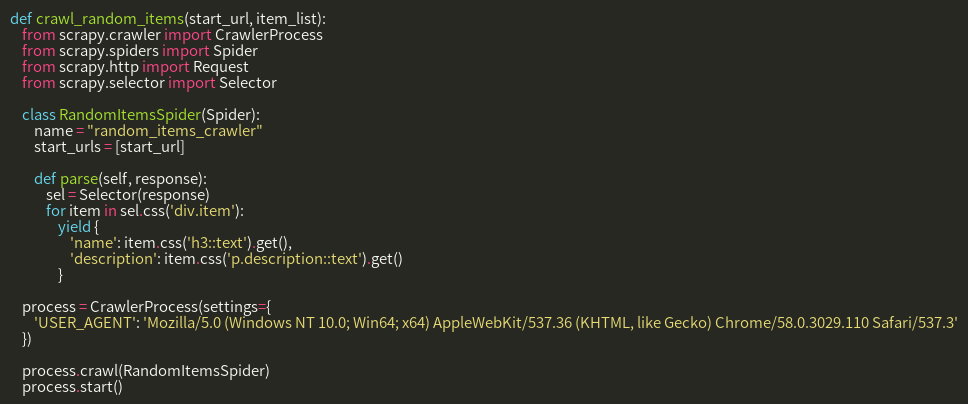 def crawl_random_items(start_url, item_list):
    from scrapy.crawler import CrawlerProcess
    from scrapy.spiders import Spider
    from scrapy.http import Request
    from scrapy.selector import Selector

    class RandomItemsSpider(Spider):
        name = "random_items_crawler"
        start_urls = [start_url]

        def parse(self, response):
            sel = Selector(response)
            for item in sel.css('div.item'):
                yield {
                    'name': item.css('h3::text').get(),
                    'description': item.css('p.description::text').get()
                }

    process = CrawlerProcess(settings={
        'USER_AGENT': 'Mozilla/5.0 (Windows NT 10.0; Win64; x64) AppleWebKit/537.36 (KHTML, like Gecko) Chrome/58.0.3029.110 Safari/537.3'
    })

    process.crawl(RandomItemsSpider)
    process.start()